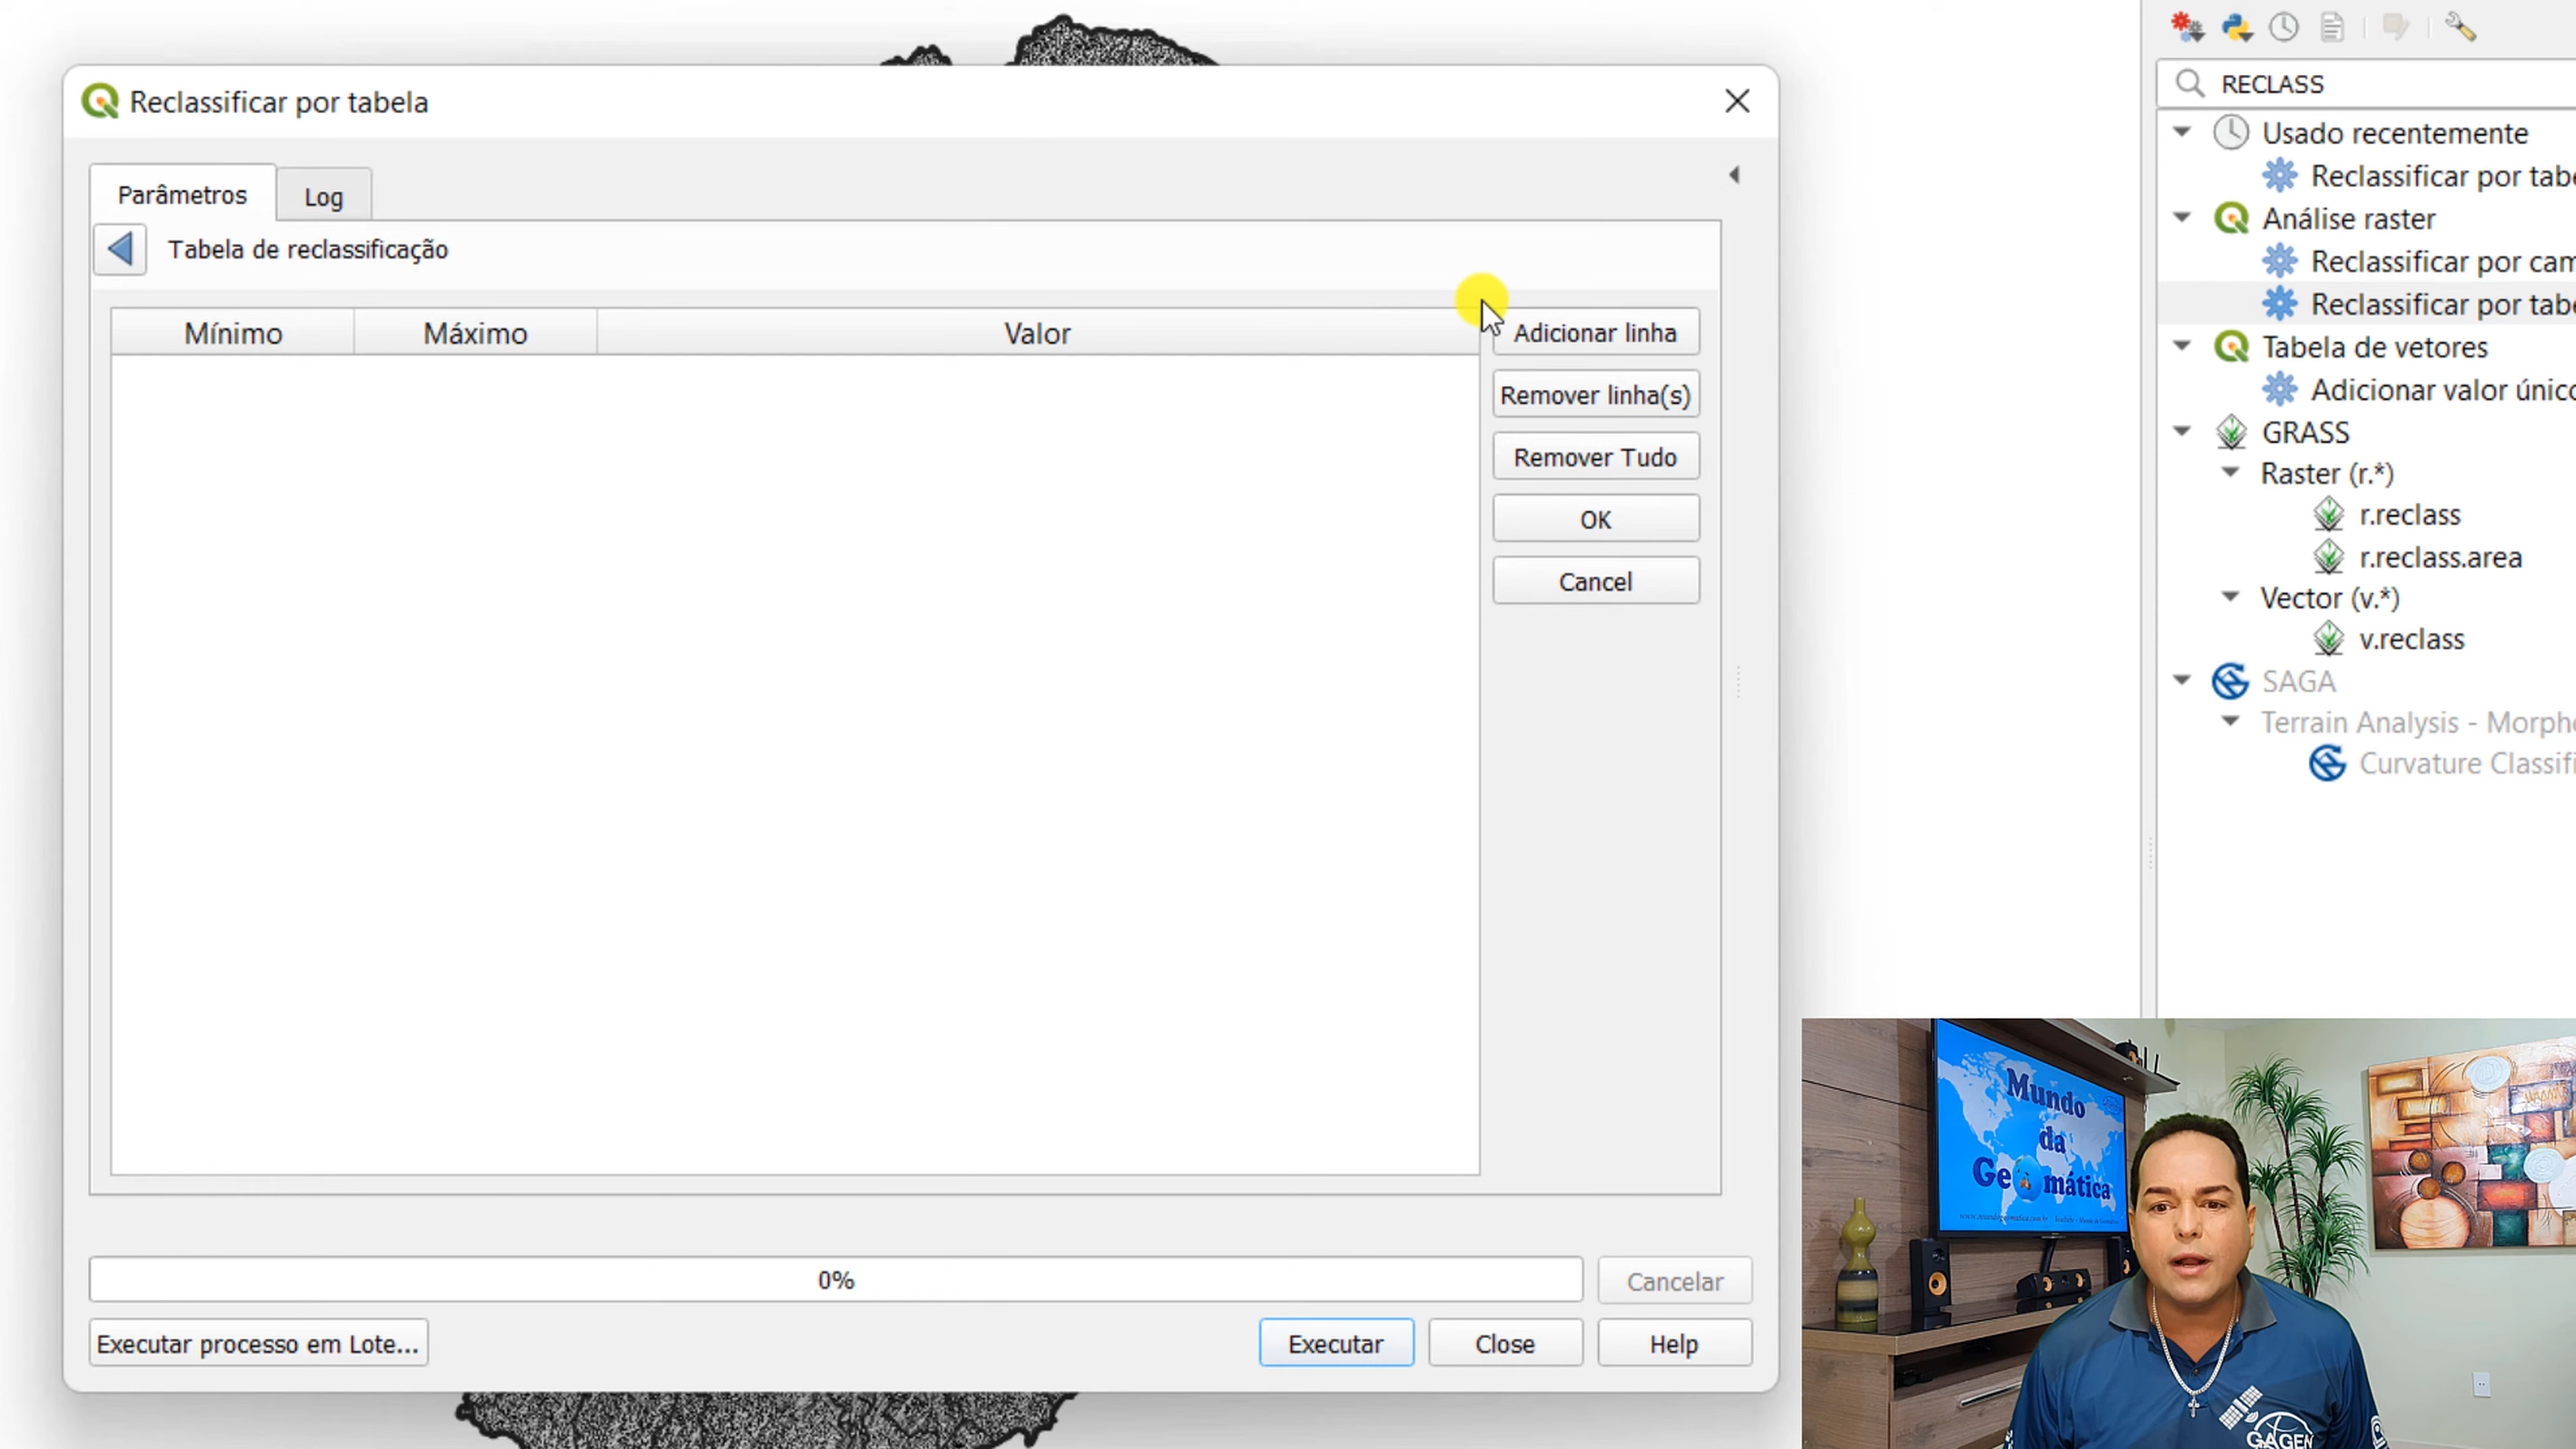 Reclassificar por tabela
Parâmetros
Log
Tabela de reclassificação
Mínimo
Máximo
Valor
Adicionar linha
Remover linha(s)
Remover Tudo
OK
Cancel
0%
Cancelar
Executar processo em Lote...
Executar
Close
Help
RECLASS
Usado recentemente
Reclassificar por tabe
Análise raster
Reclassificar por cam
Reclassificar por tabe
Tabela de vetores
Adicionar valor únic
GRASS
Raster (r.*)
r.reclass
r.reclass.area
Vector (v.*)
v.reclass
SAGA
Terrain Analysis - Morph
Curvature Classifi
Mundo
da
Geomática
GAGEN